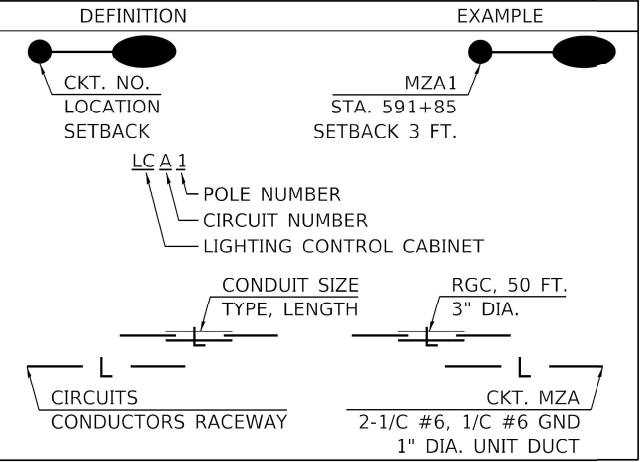 DEFINITION
EXAMPLE
CKT. NO.
LOCATION
SETBACK
MZA1
STA. 591+85
SETBACK 3 FT.
LC A 1
POLE NUMBER
CIRCUIT NUMBER
LIGHTING CONTROL CABINET
CONDUIT SIZE
TYPE, LENGTH
L
RGC, 50 FT.
3" DIA.
L
L
CIRCUITS
CONDUCTORS RACEWAY
L
CKT. MZA
2-1/C #6, 1/C #6 GND
1" DIA. UNIT DUCT